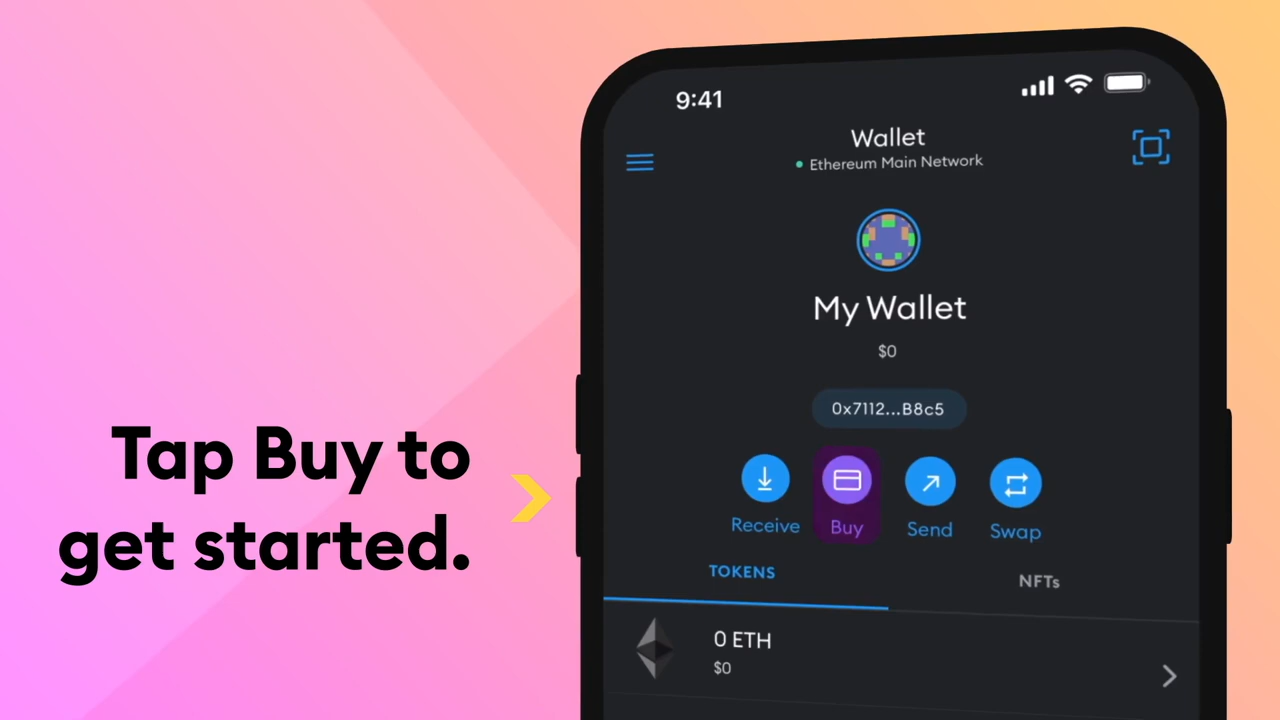 Tap Buy to
get started.
9:41
Wallet
Ethereum Main Network
My Wallet
$0
0x7112...B8c5
Receive
Buy
Send
Swap
TOKENS
NFTs
0 ETH
$0